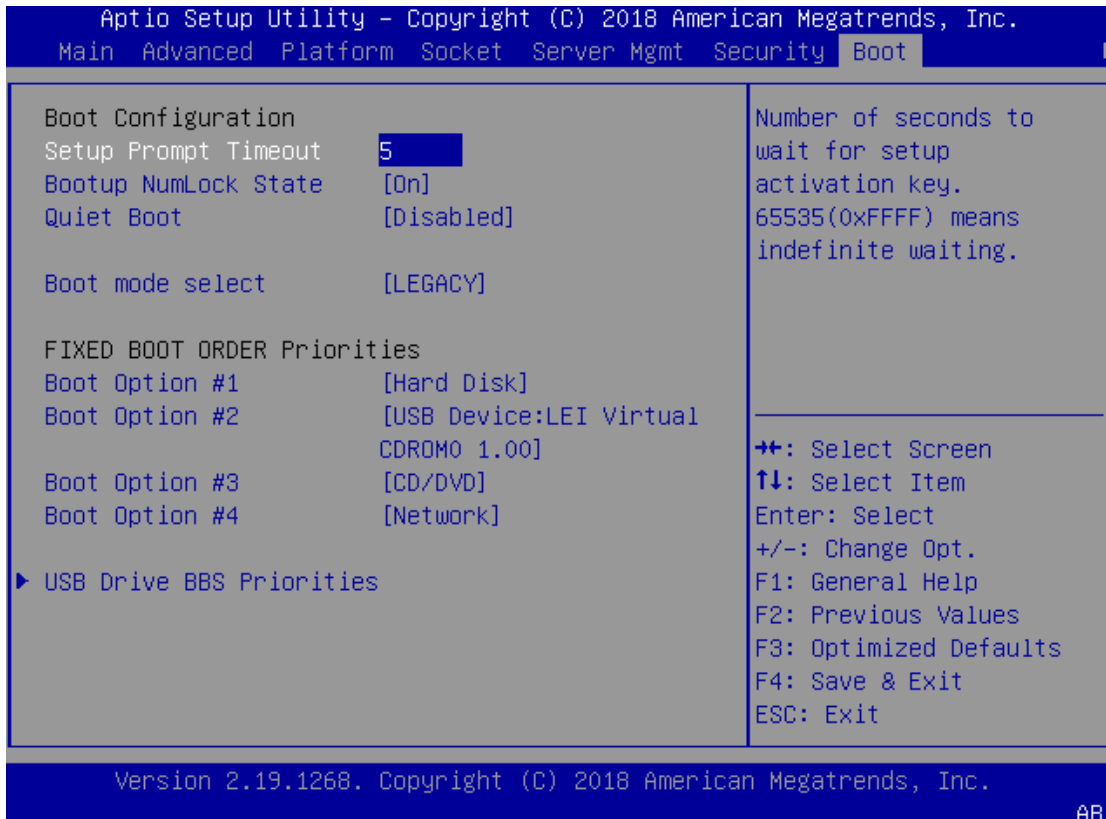 Aptio Setup Utility – Copyright (C) 2018 American Megatrends, Inc.
Main Advanced Platform Socket Server Mgmt Security Boot
Boot Configuration
Setup Prompt Timeout 5
Bootup NumLock State [On]
Quiet Boot [Disabled]
Boot mode select [LEGACY]
FIXED BOOT ORDER Priorities
Boot Option #1 [Hard Disk]
Boot Option #2 [USB Device:LEI Virtual
CDROM0 1.00]
Boot Option #3 [CD/DVD]
Boot Option #4 [Network]
▶ USB Drive BBS Priorities
Number of seconds to
wait for setup
activation key.
65535(0xFFFF) means
indefinite waiting.
→←: Select Screen
↑↓: Select Item
Enter: Select
+/-: Change Opt.
F1: General Help
F2: Previous Values
F3: Optimized Defaults
F4: Save & Exit
ESC: Exit
Version 2.19.1268. Copyright (C) 2018 American Megatrends, Inc.
AB